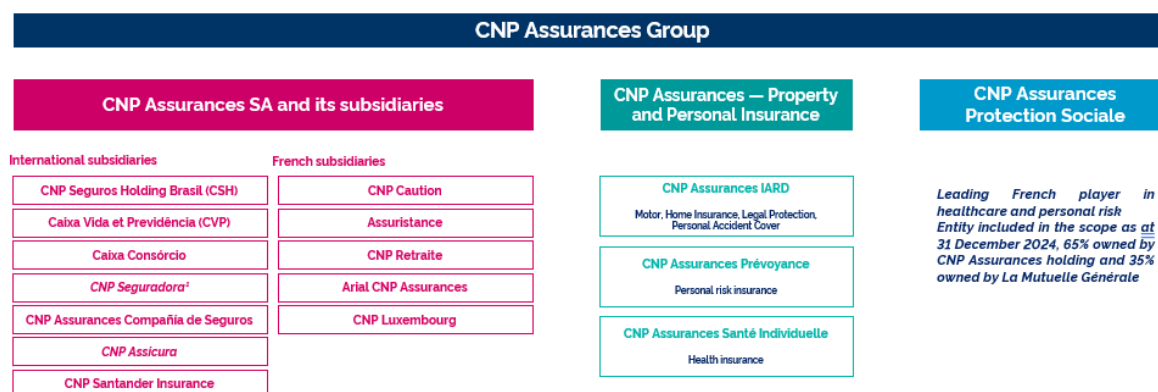 CNP Assurances Group
CNP Assurances SA and its subsidiaries
International subsidiaries
CNP Seguros Holding Brasil (CSH)
Caixa Vida et Previdência (CVP)
Caixa Consórcio
CNP Seguradora¹
CNP Assurances Compañia de Seguros
CNP Assicura
CNP Santander Insurance
French subsidiaries
CNP Caution
Assuristance
CNP Retraite
Arial CNP Assurances
CNP Luxembourg
CNP Assurances — Property
and Personal Insurance
CNP Assurances IARD
Motor, Home Insurance, Legal Protection,
Personal Accident Cover
CNP Assurances Prévoyance
Personal risk insurance
CNP Assurances Santé Individuelle
Health insurance
CNP Assurances
Protection Sociale
Leading French player in
healthcare and personal risk
Entity included in the scope as at
31 December 2024, 65% owned by
CNP Assurances holding and 35%
owned by La Mutuelle Générale